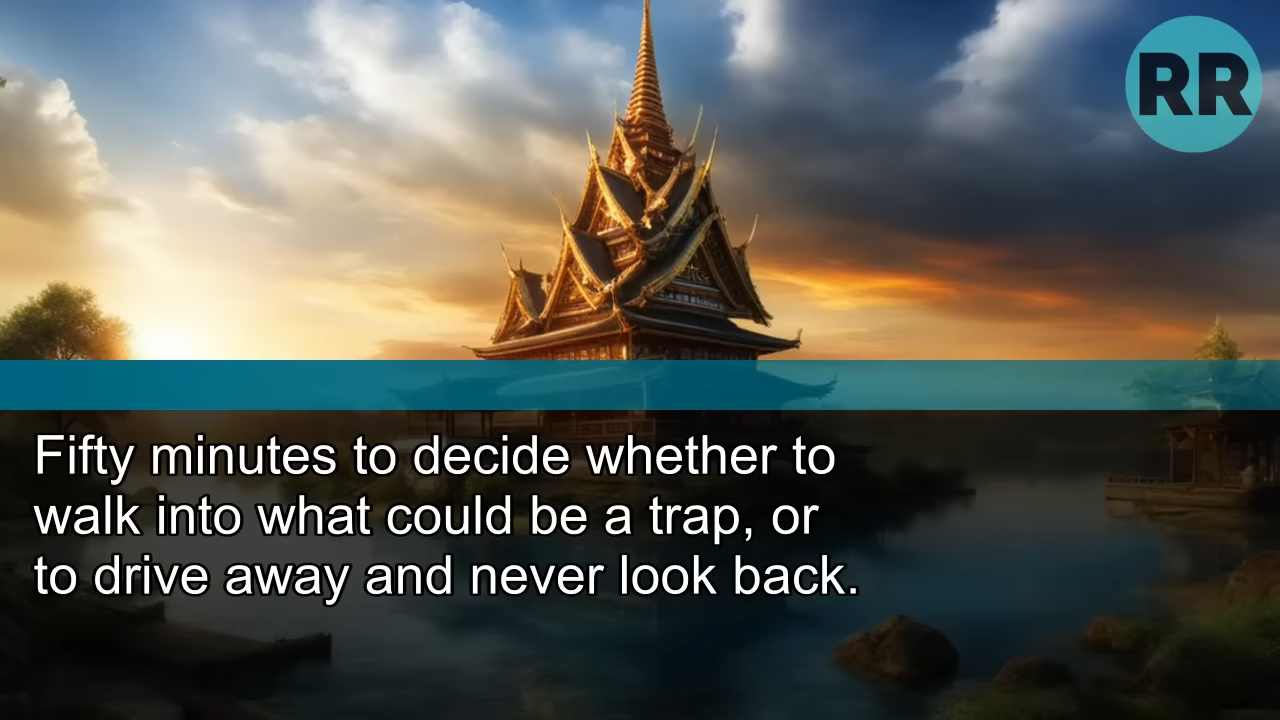 RR
Fifty minutes to decide whether to
walk into what could be a trap, or
to drive away and never look back.